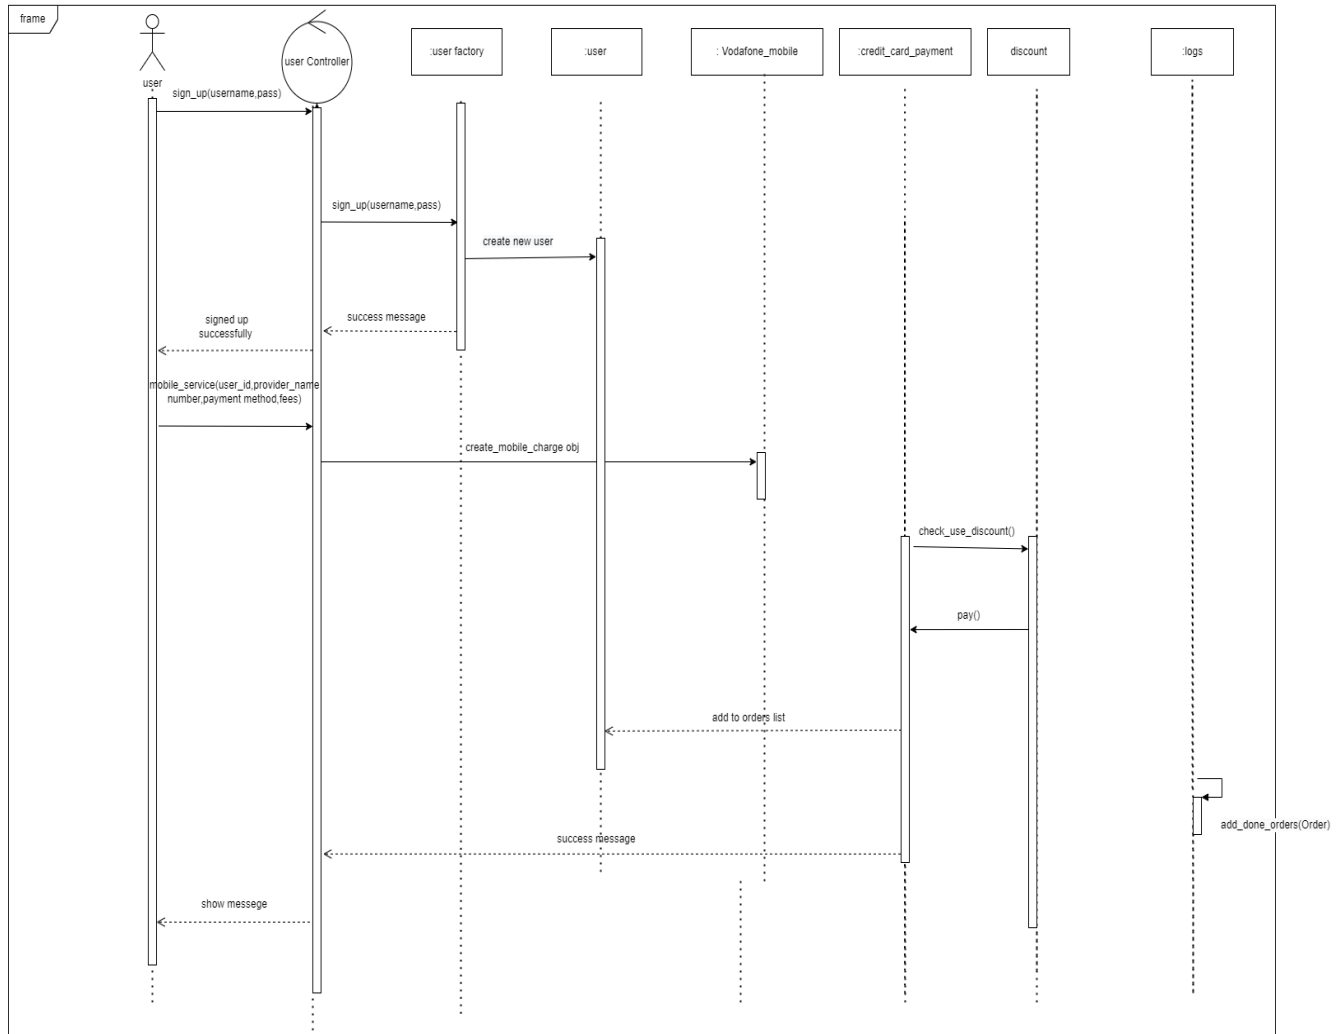 frame
user
user Controller
:user factory
:user
: Vodafone_mobile
:credit_card_payment
discount
:logs
sign_up(username,pass)
sign_up(username,pass)
create new user
success message
signed up
successfully
mobile_service(user_id,provider_name
number,payment method,fees)
create_mobile_charge obj
check_use_discount()
pay()
add to orders list
add_done_orders(Order)
success message
show messege